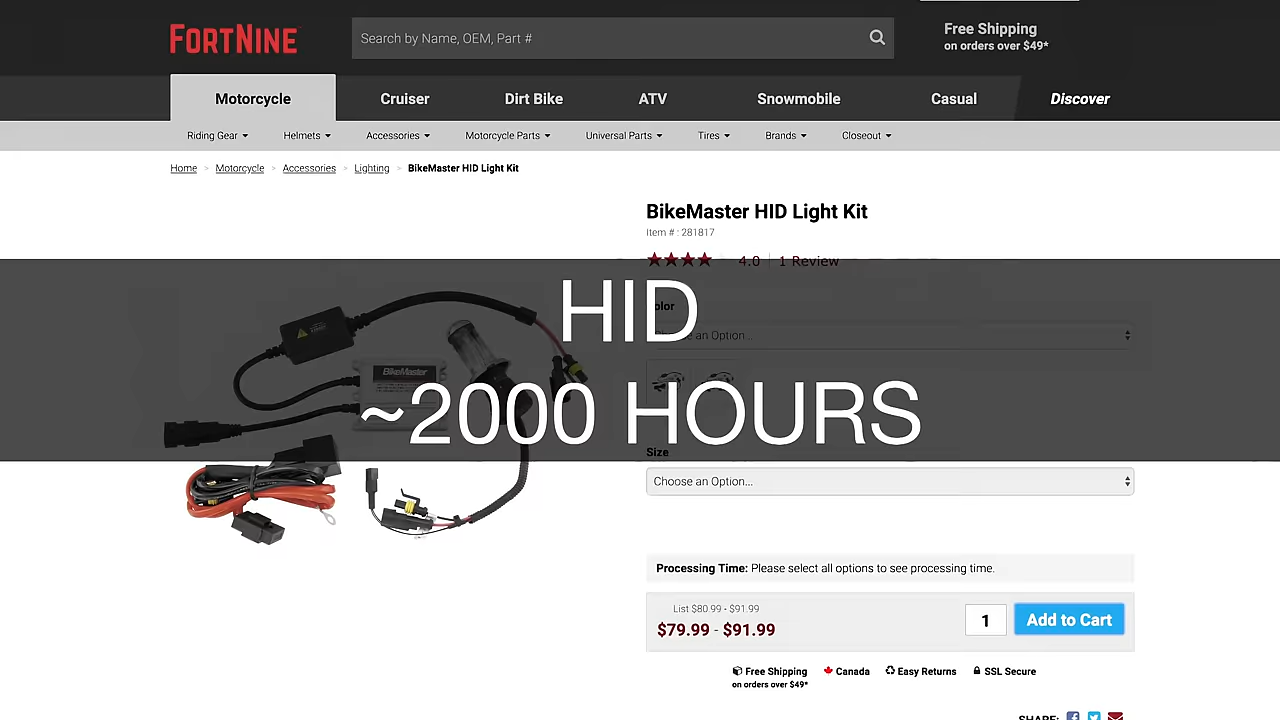 FORTNINE
Search by Name, OEM, Part #
Free Shipping
on orders over $49*
Motorcycle
Cruiser
Dirt Bike
ATV
Snowmobile
Casual
Discover
Riding Gear
Helmets
Accessories
Motorcycle Parts
Universal Parts
Tires
Brands
Closeout
Home > Motorcycle > Accessories > Lighting > BikeMaster HID Light Kit
BikeMaster HID Light Kit
Item # : 281817
4.0 | 1 Review
HID
~2000 HOURS
BikeMaster
Size
Choose an Option...
Processing Time: Please select all options to see processing time.
List $80.99 - $91.99
$79.99 - $91.99
1
Add to Cart
Free Shipping
on orders over $49*
Canada
Easy Returns
SSL Secure
SHARE: